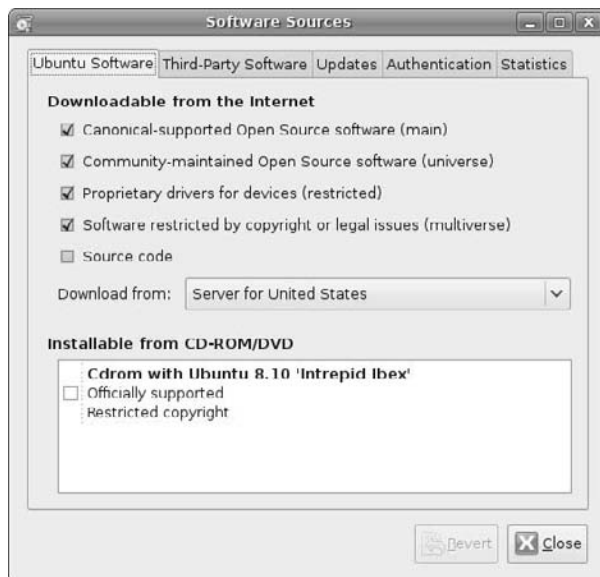 Software Sources
Ubuntu Software Third-Party Software Updates Authentication Statistics
Downloadable from the Internet
Canonical-supported Open Source software (main)
Community-maintained Open Source software (universe)
Proprietary drivers for devices (restricted)
Software restricted by copyright or legal issues (multiverse)
Source code
Download from: Server for United States
Installable from CD-ROM/DVD
Cdrom with Ubuntu 8.10 'Intrepid Ibex'
Officially supported
Restricted copyright
Revert Close